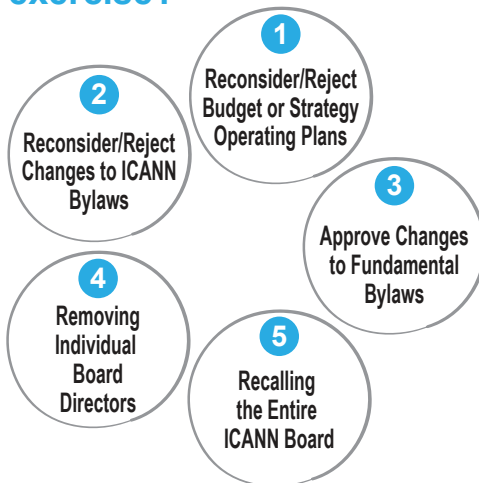 1
Reconsider/Reject
Budget or Strategy
Operating Plans
2
Reconsider/Reject
Changes to ICANN
Bylaws
3
Approve Changes
to Fundamental
Bylaws
4
Removing
Individual
Board
Directors
5
Recalling
the Entire
ICANN Board